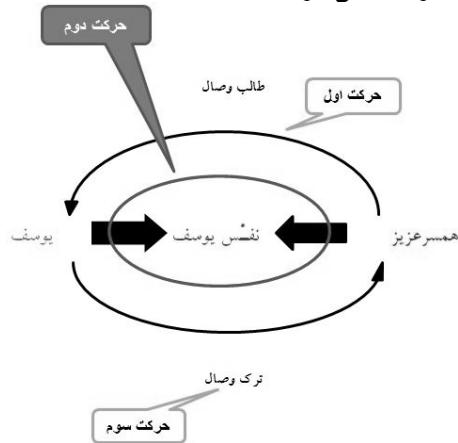 حرکت دوم
طالب وصال
حرکت اول
همسرعزیز
نفْس یوسف
یوسف
ترک وصال
حرکت سوم